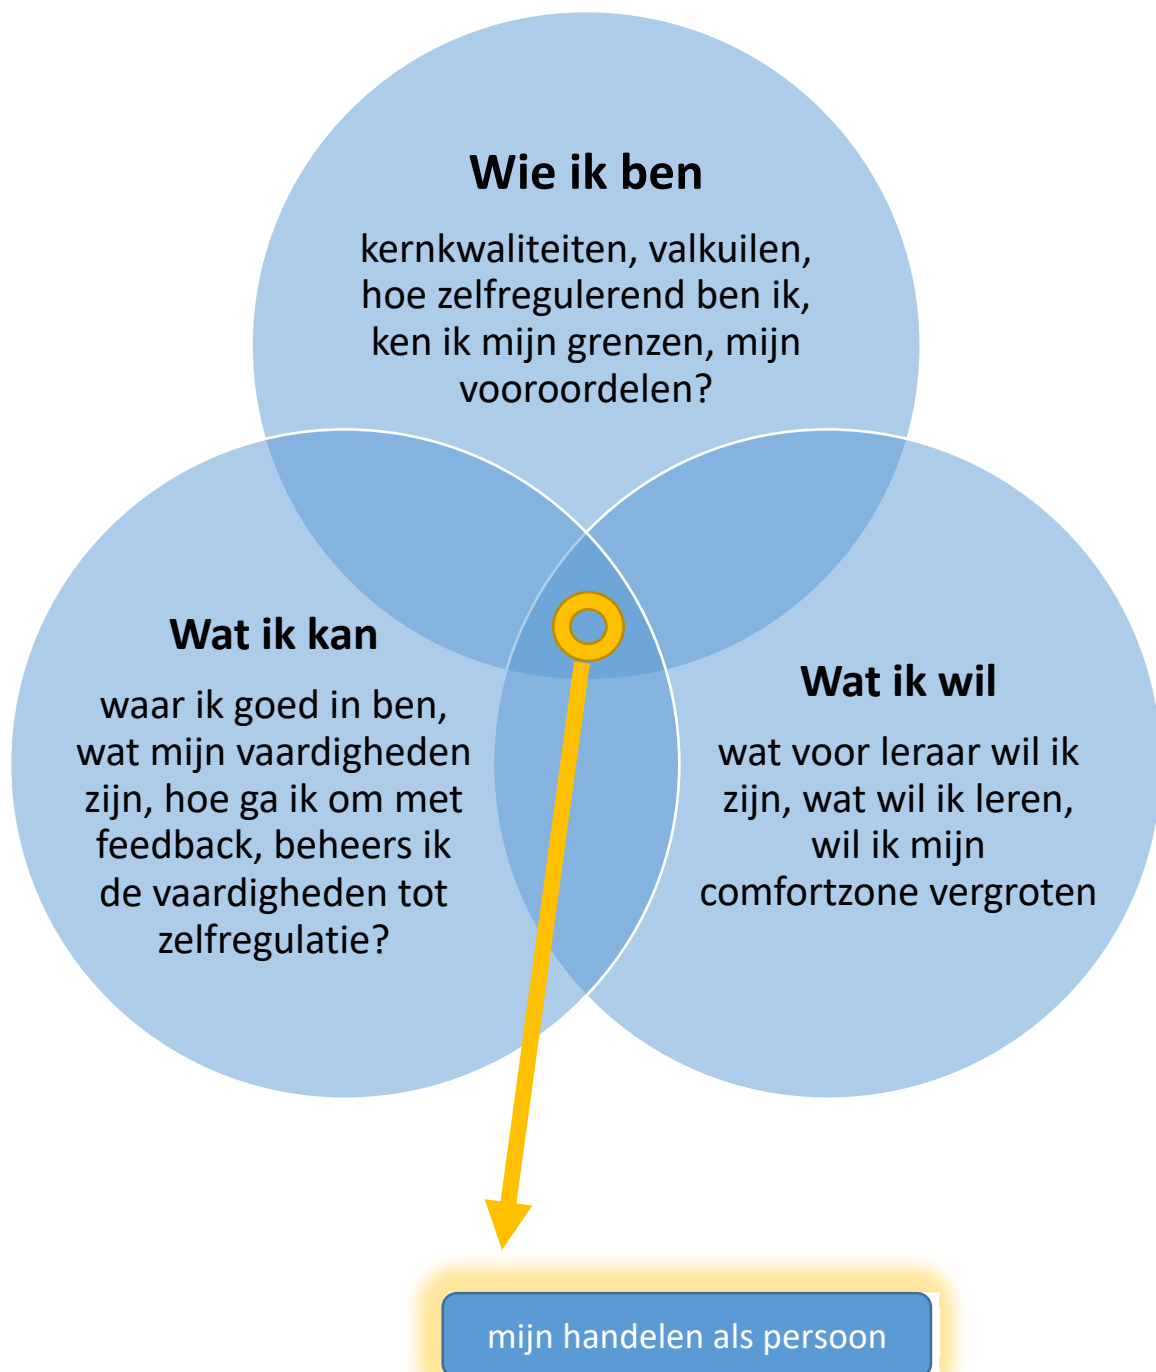 Wie ik ben
kernkwaliteiten, valkuilen,
hoe zelfregulerend ben ik,
ken ik mijn grenzen, mijn
vooroordelen?
Wat ik kan
waar ik goed in ben,
wat mijn vaardigheden
zijn, hoe ga ik om met
feedback, beheers ik
de vaardigheden tot
zelfregulatie?
Wat ik wil
wat voor leraar wil ik
zijn, wat wil ik leren,
wil ik mijn
comfortzone vergroten
mijn handelen als persoon